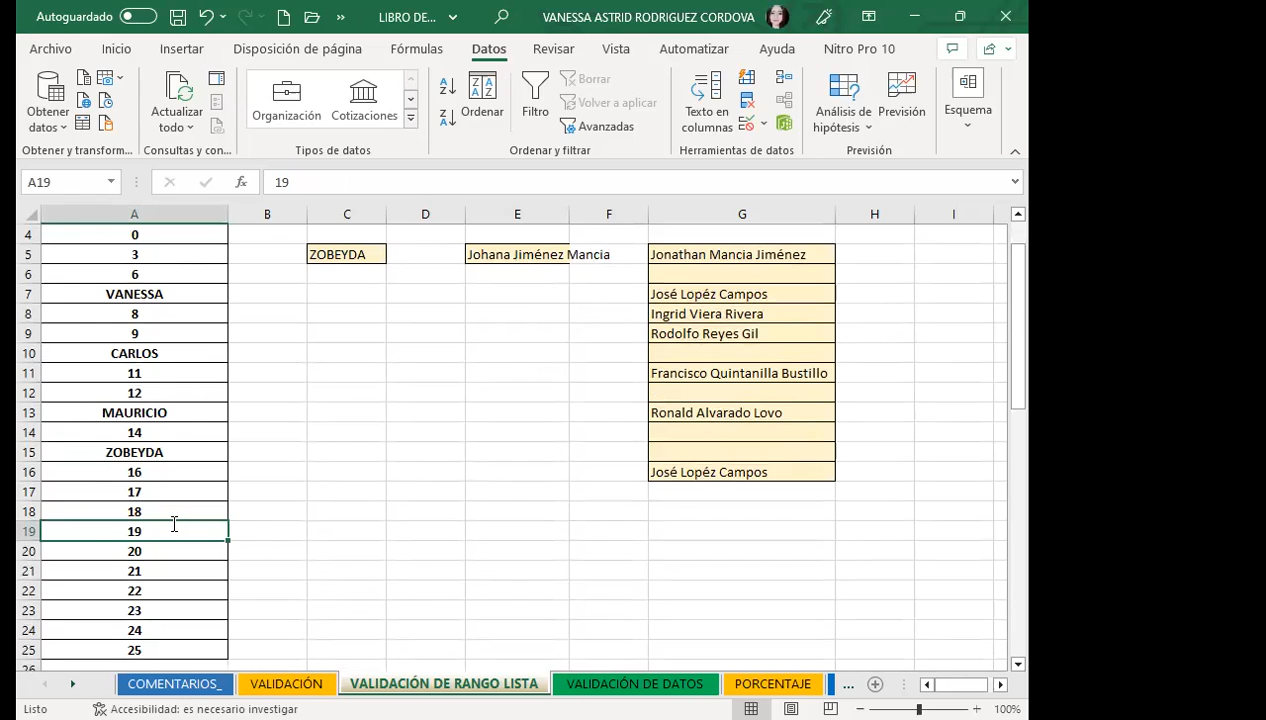 Autoguardado LIBRO DE... VANESSA ASTRID RODRIGUEZ CORDOVA
Archivo Inicio Insertar Disposición de página Fórmulas Datos Revisar Vista Automatizar Ayuda Nitro Pro 10
Obtener datos
Actualizar todo
Organización Cotizaciones
Ordenar
Filtro
Borrar
Volver a aplicar
Avanzadas
Texto en columnas
Análisis de hipótesis
Previsión
Esquema
Obtener y transform... Consultas y con... Tipos de datos Ordenar y filtrar Herramientas de datos Previsión
A19 fx 19
A B C D E F G H I
4 0
5 3 ZOBEYDA Johana Jiménez Mancia Jonathan Mancia Jiménez
6 6
7 VANESSA José Lopéz Campos
8 8 Ingrid Viera Rivera
9 9 Rodolfo Reyes Gil
10 CARLOS
11 11 Francisco Quintanilla Bustillo
12 12
13 MAURICIO Ronald Alvarado Lovo
14 14
15 ZOBEYDA
16 16 José Lopéz Campos
17 17
18 18
19 19
20 20
21 21
22 22
23 23
24 24
25 25
26
COMENTARIOS_ VALIDACIÓN VALIDACIÓN DE RANGO LISTA VALIDACIÓN DE DATOS PORCENTAJE ...
Listo Accesibilidad: es necesario investigar 100%